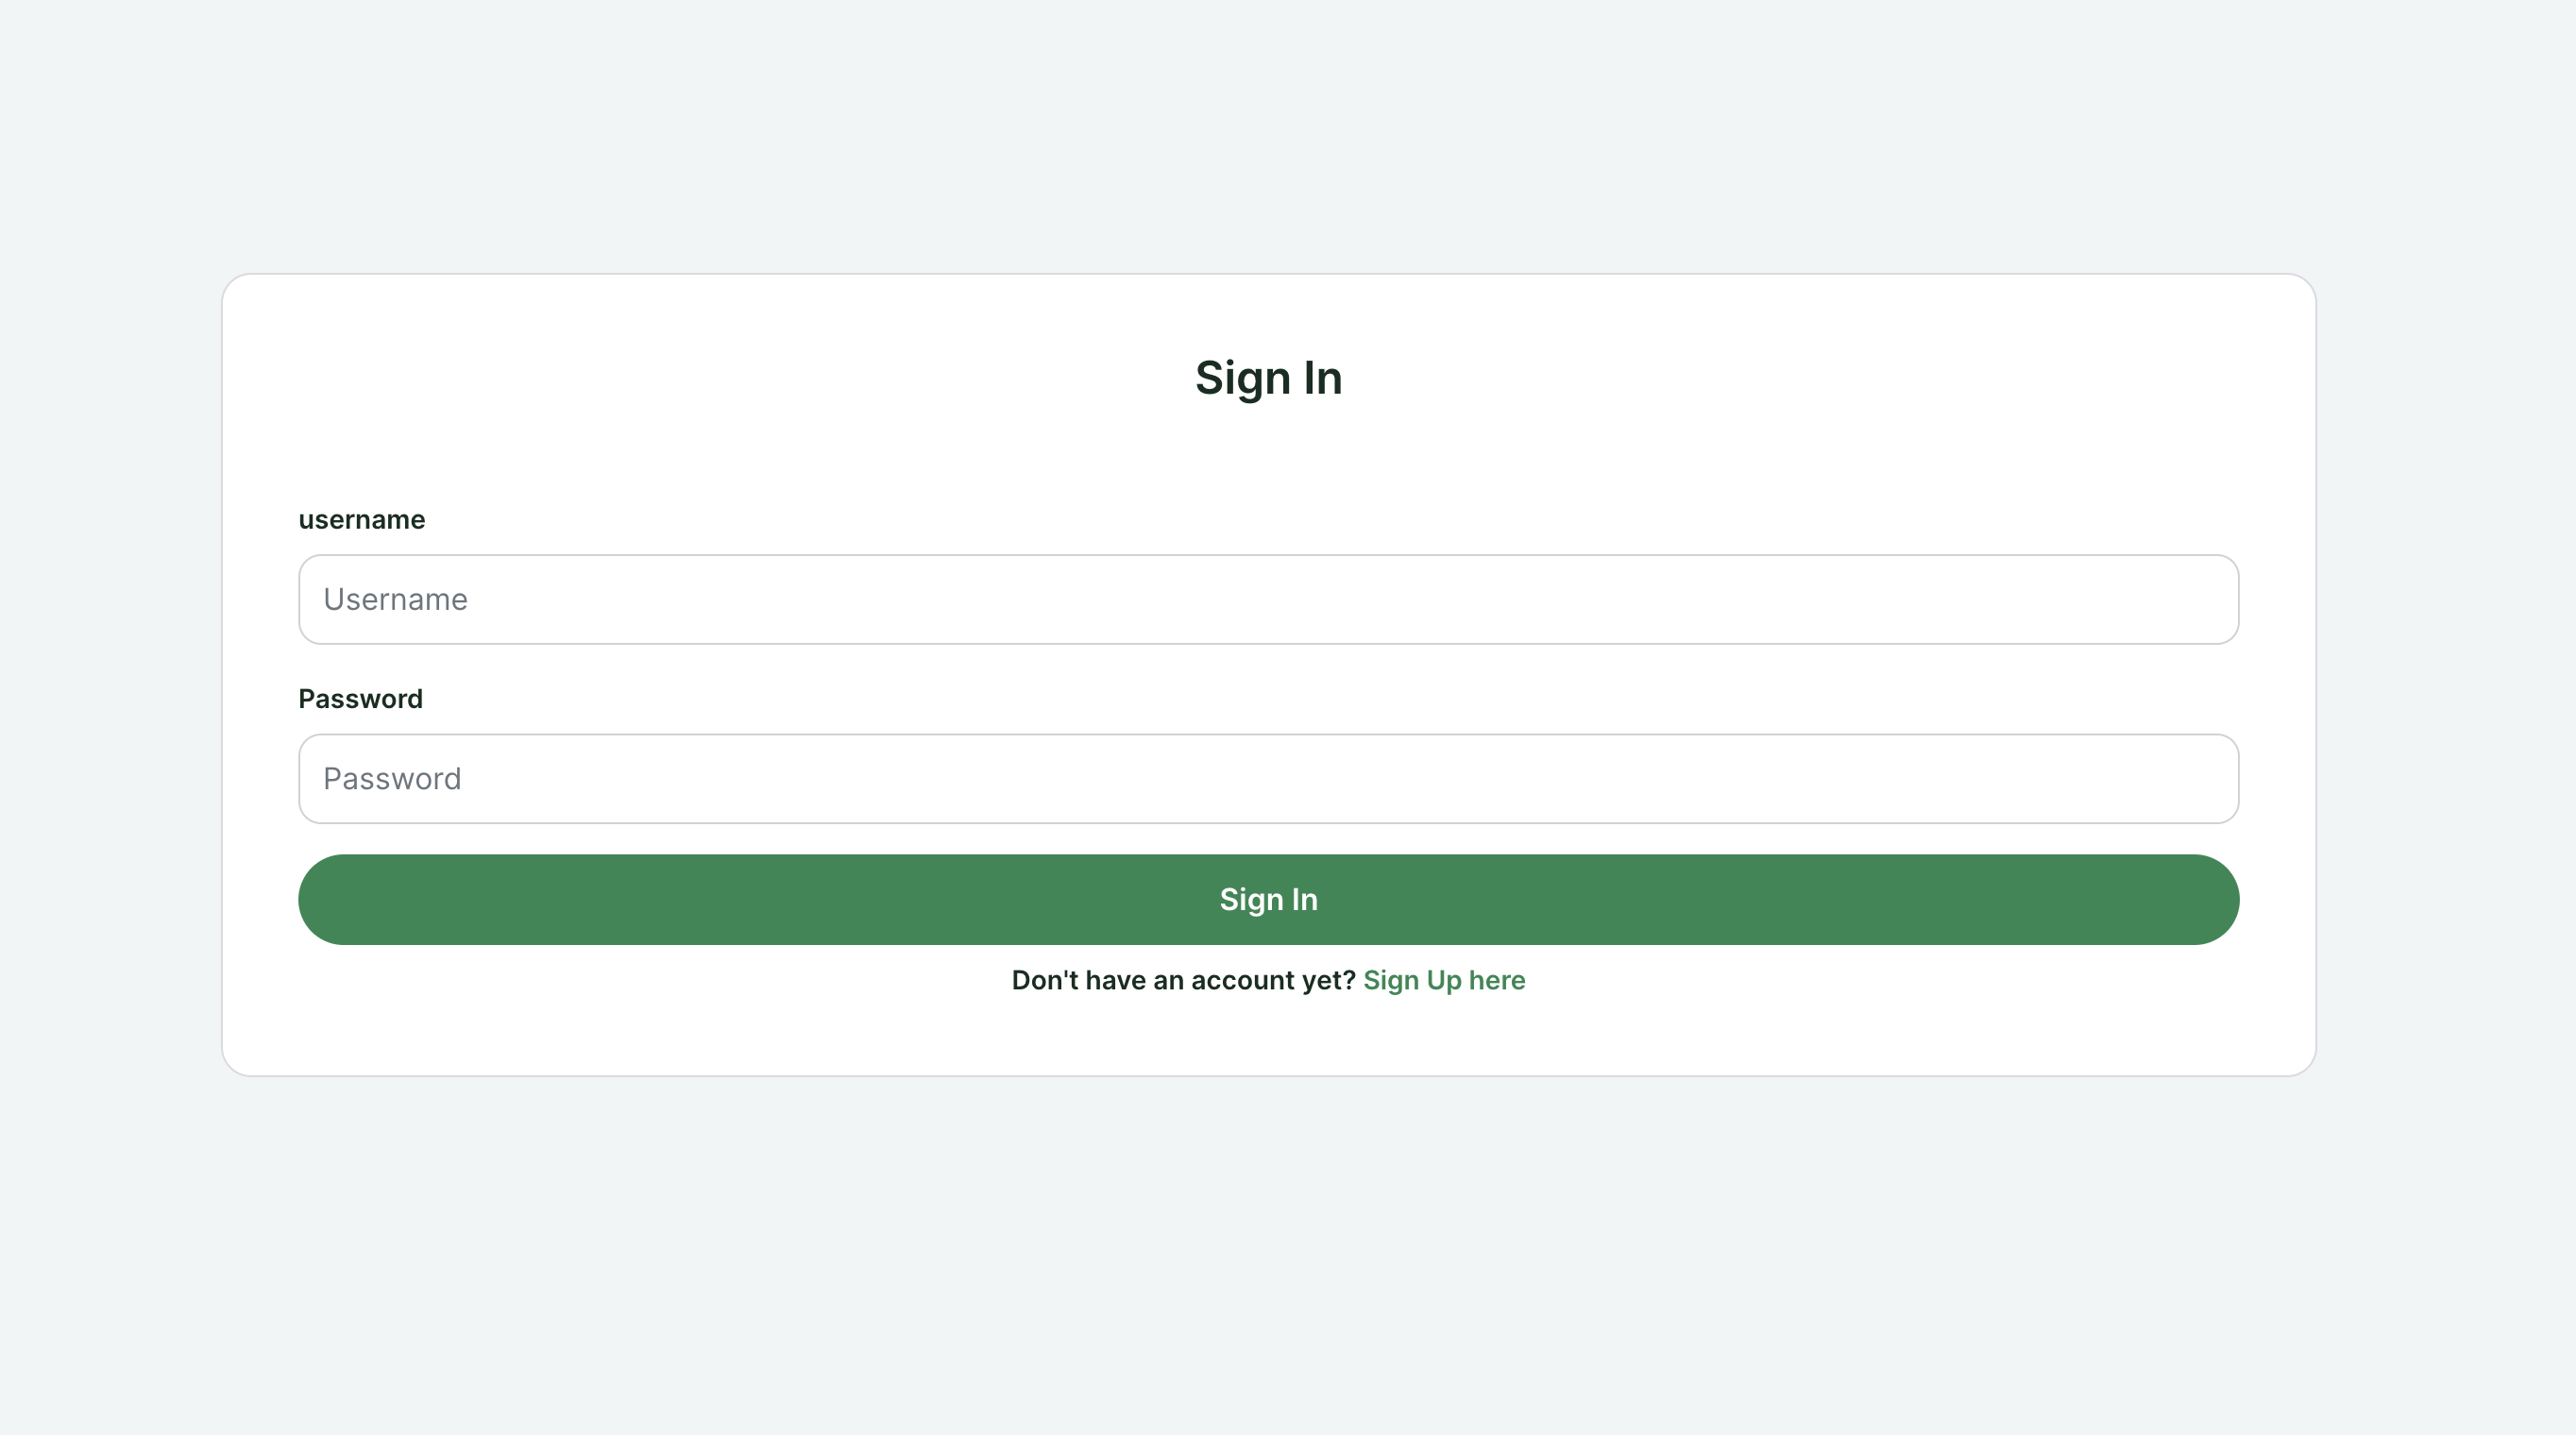 Sign In
username
Username
Password
Password
Sign In
Don't have an account yet? Sign Up here